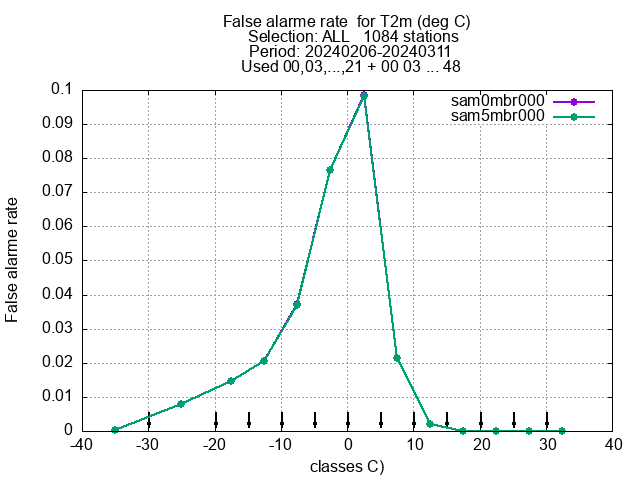 False alarme rate  for T2m (deg C)
Selection: ALL   1084 stations
Period: 20240206-20240311
Used 00,03,...,21 + 00 03 ... 48
sam0mbr000
sam5mbr000
False alarme rate
0.1
0.09
0.08
0.07
0.06
0.05
0.04
0.03
0.02
0.01
0
-40 -30 -20 -10 0 10 20 30 40
classes C)